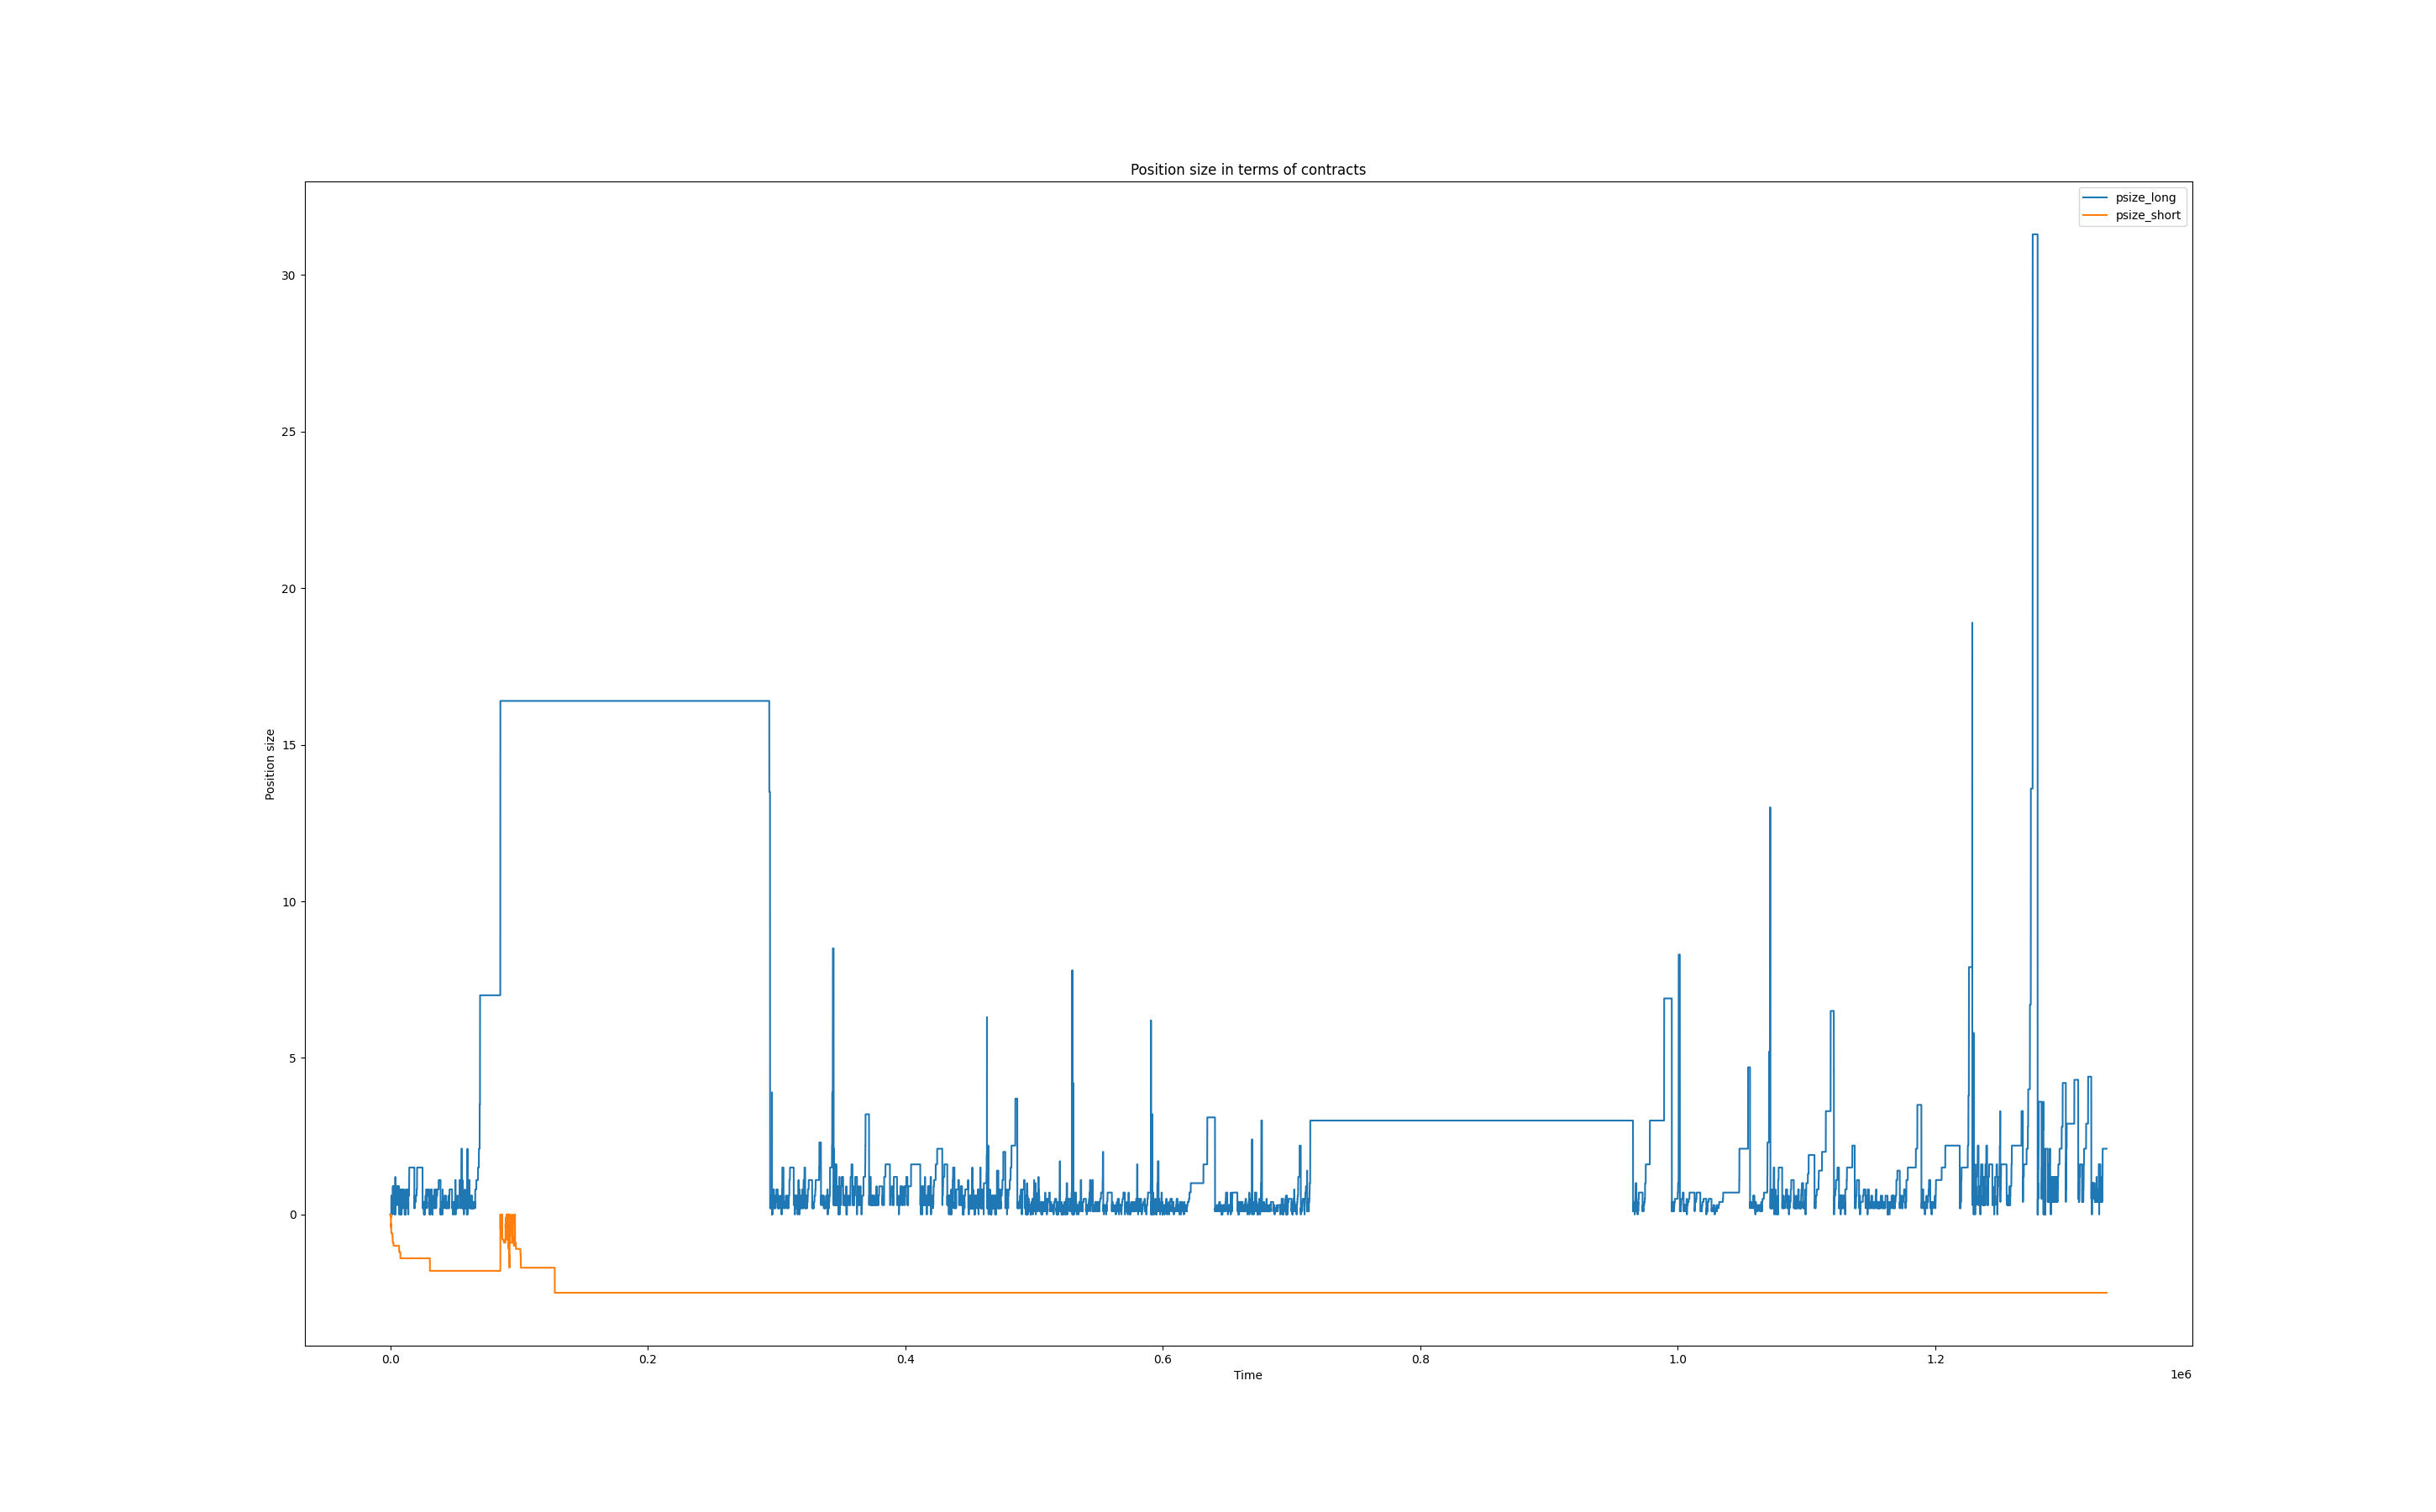 Position size in terms of contracts
psize_long
psize_short
30
25
20
15
10
5
0
Position size
0.0 0.2 0.4 0.6 0.8 1.0 1.2
Time
1e6